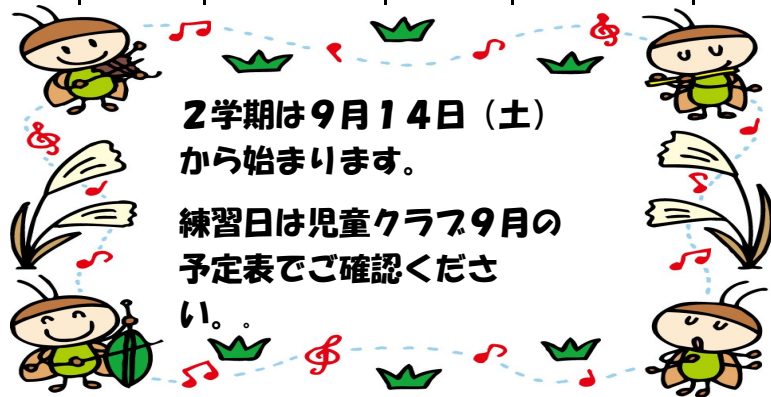 ２学期は９月１４日（土）
から始まります。
練習日は児童クラブ９月の
予定表でご確認くださ
い。。